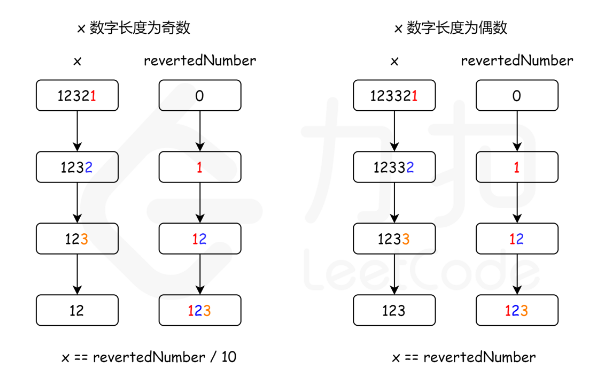 x 数字长度为奇数
x revertedNumber
12321 0
1232 1
123 12
12 123
x == revertedNumber / 10
x 数字长度为偶数
x revertedNumber
123321 0
12332 1
1233 12
123 123
x == revertedNumber
力扣
LeetCode